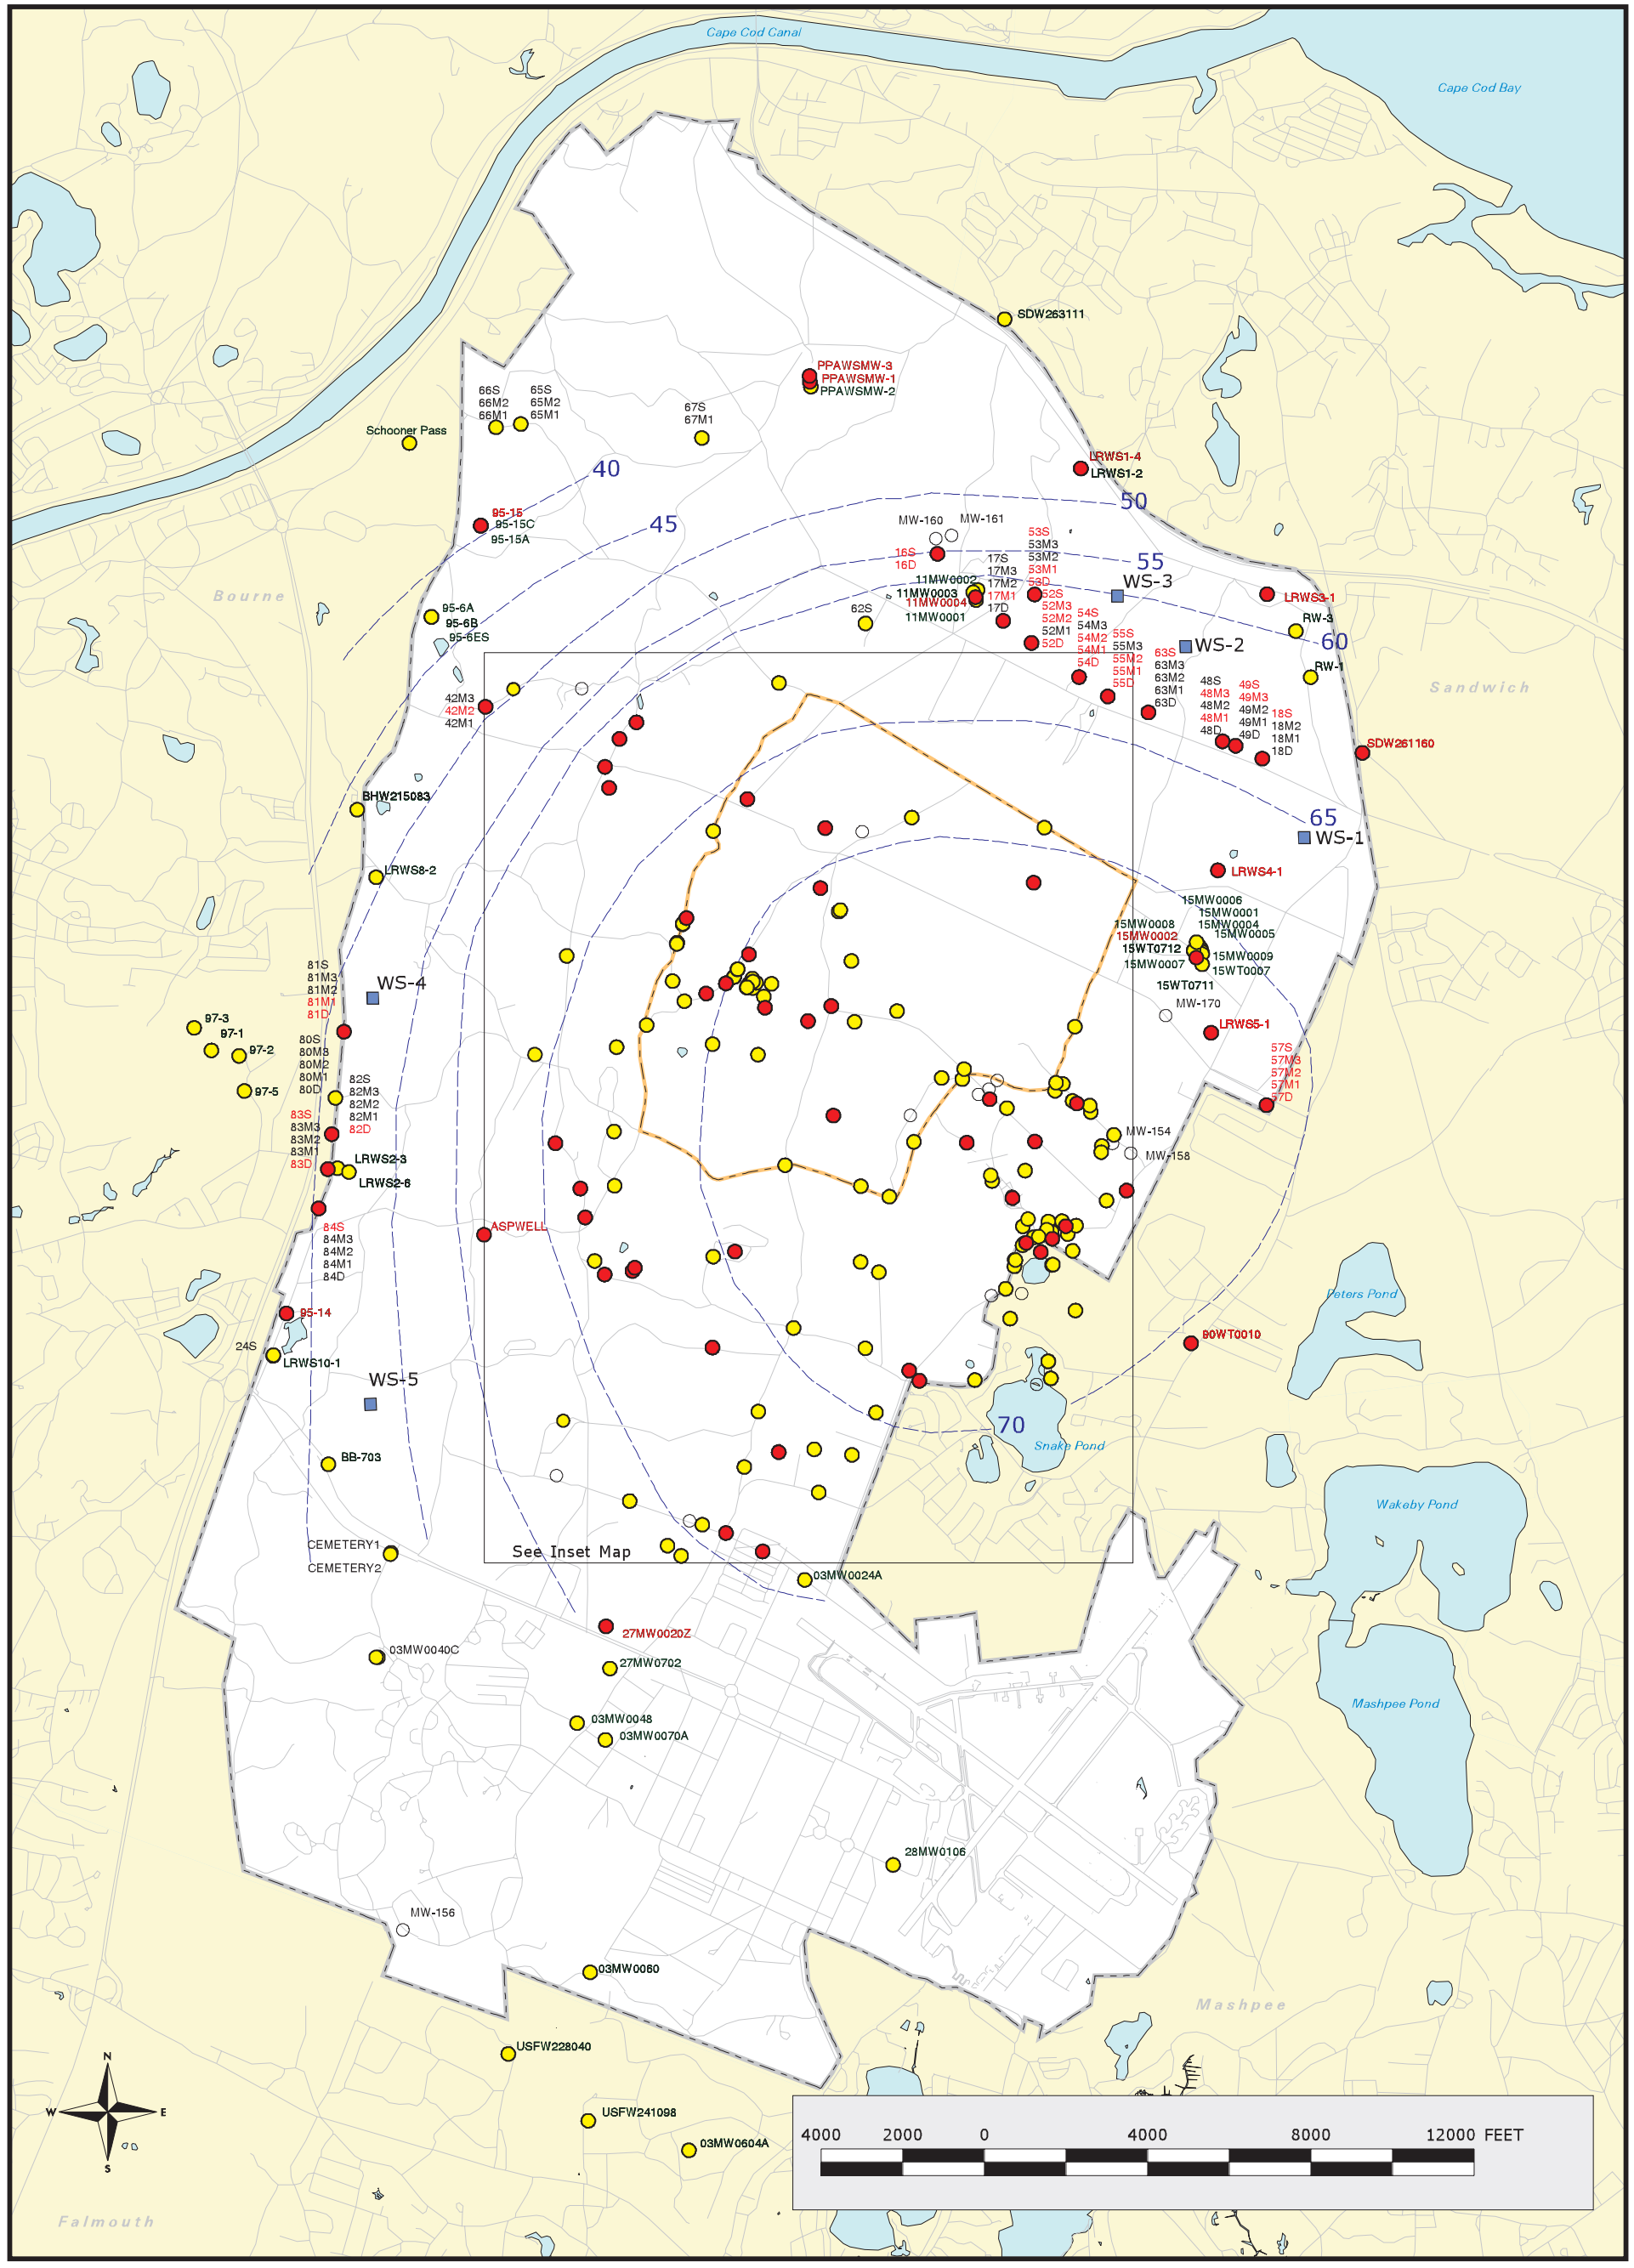 Cape Cod Canal
Cape Cod Bay
SDW263111
PPAWSMW-3
PPAWSMW-1
PPAWSMW-2
66S
66M2
66M1
65S
65M2
65M1
67S
67M1
Schooner Pass
LRWS1-4
LRWS1-2
40
45
50
95-15
95-15C
95-15A
MW-160
MW-161
16S
16D
53S
53M3
53M2
53M1
53D
55
17S
17M3
17M2
17M1
17D
11MW0002
11MW0003
11MW0004
11MW0001
WS-3
Bourne
LRWS3-1
52S
52M3
52M2
52M1
52D
62S
95-6A
95-6B
95-6ES
RW-3
60
54S
54M3
54M2
54M1
54D
55S
55M3
55M2
55M1
55D
WS-2
63S
63M3
63M2
63M1
63D
RW-1
Sandwich
48S
48M3
48M2
48M1
48D
49S
49M3
49M2
49M1
49D
18S
18M2
18M1
18D
42M3
42M2
42M1
SDW261160
BHW215083
65
WS-1
LRWS8-2
LRWS4-1
15MW0006
15MW0001
15MW0004
15MW0005
15MW0008
15MW0002
15WT0712
15MW0007
15MW0009
15WT0007
15WT0711
81S
81M3
81M2
81M1
81D
WS-4
MW-170
LRWS5-1
97-3
97-1
97-2
97-5
80S
80M3
80M2
80M1
80D
57S
57M3
57M2
57M1
57D
82S
82M3
82M2
82M1
82D
83S
83M3
83M2
83M1
83D
MW-154
MW-158
LRWS2-3
LRWS2-6
ASPWELL
84S
84M3
84M2
84M1
84D
95-14
Peters Pond
90WT0010
24S
LRWS10-1
WS-5
70
Snake Pond
BB-703
Wakeby Pond
CEMETERY1
CEMETERY2
See Inset Map
03MW0024A
27MW0020Z
03MW0040C
27MW0702
Mashpee Pond
03MW0048
03MW0070A
28MW0106
MW-156
03MW0060
Mashpee
USFW228040
USFW241098
03MW0604A
N
W
E
S
4000 2000 0 4000 8000 12000 FEET
Falmouth